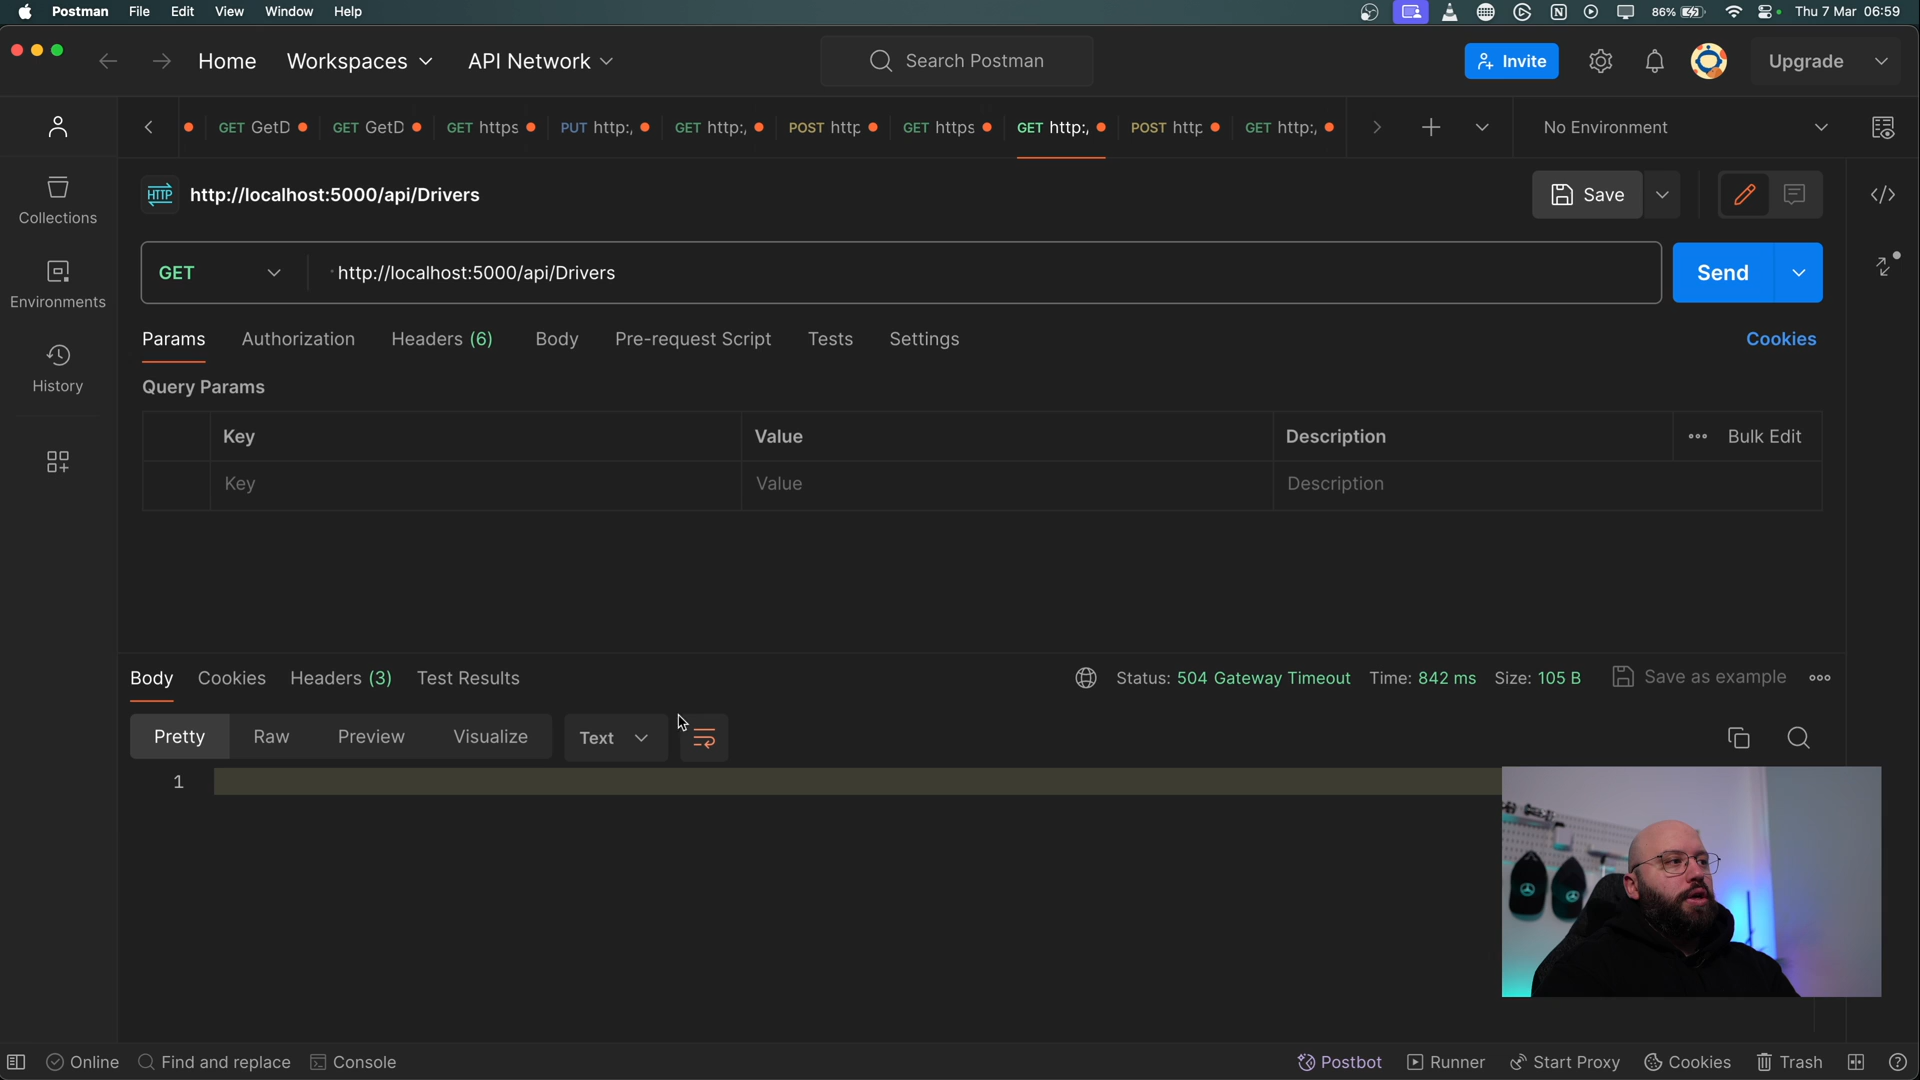 Postman File Edit View Window Help
86% Thu 7 Mar 06:59
Home Workspaces API Network Search Postman Invite Upgrade
GET GetD GET GetD GET https PUT http:, GET http:, POST http GET https GET http:, POST http GET http:, No Environment
HTTP http://localhost:5000/api/Drivers Save
Collections
Environments
History
GET http://localhost:5000/api/Drivers Send
Params Authorization Headers (6) Body Pre-request Script Tests Settings Cookies
Query Params
Key Value Description Bulk Edit
Key Value Description
Body Cookies Headers (3) Test Results Status: 504 Gateway Timeout Time: 842 ms Size: 105 B Save as example
Pretty Raw Preview Visualize Text
1
Online Find and replace Console Postbot Runner Start Proxy Cookies Trash